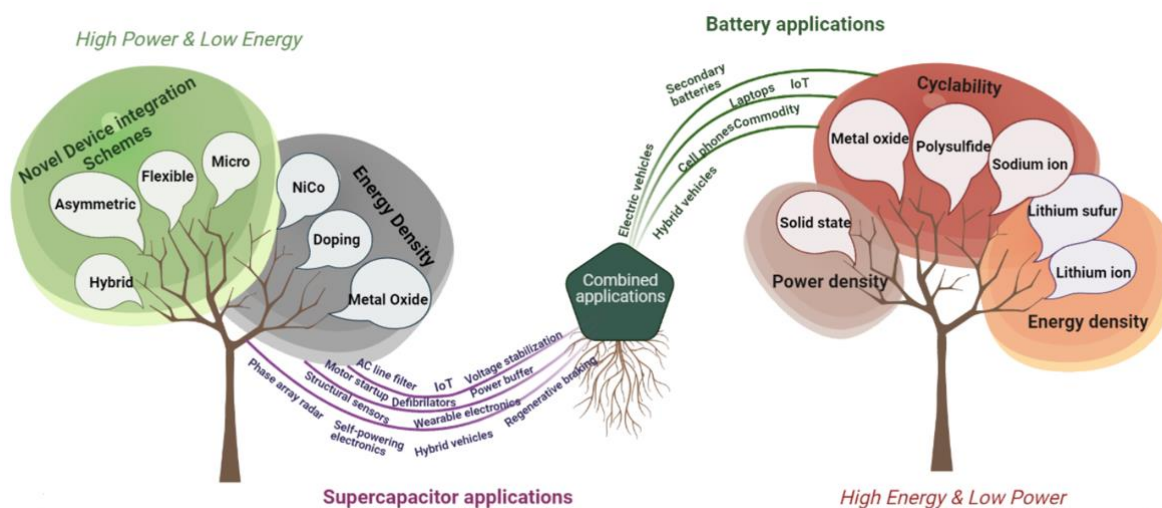 High Power & Low Energy
Novel Device integration
Schemes
Micro
Flexible
Asymmetric
Hybrid
Energy Density
NiCo
Doping
Metal Oxide
Battery applications
Secondary
batteries
Laptops
IoT
Cell phones
Commodity
Electric vehicles
Hybrid vehicles
Combined
applications
Cyclability
Metal oxide
Polysulfide
Sodium ion
Solid state
Power density
Lithium sufur
Lithium ion
Energy density
AC line filter
IoT
Voltage stabilization
Motor startup
Defibrilators
Power buffer
Structural sensors
Wearable electronics
Regenerative braking
Phase array radar
Self-powering
electronics
Hybrid vehicles
Supercapacitor applications
High Energy & Low Power